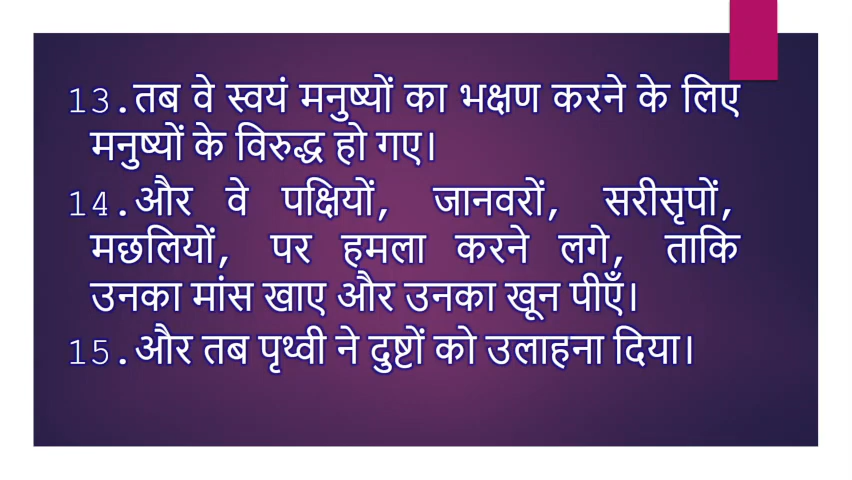 13.तब वे स्वयं मनुष्यों का भक्षण करने के लिए
मनुष्यों के विरुद्ध हो गए।
14.और वे पक्षियों, जानवरों, सरीसृपों,
मछलियों, पर हमला करने लगे, ताकि
उनका मांस खाए और उनका खून पीएँ।
15.और तब पृथ्वी ने दुष्टों को उलाहना दिया।